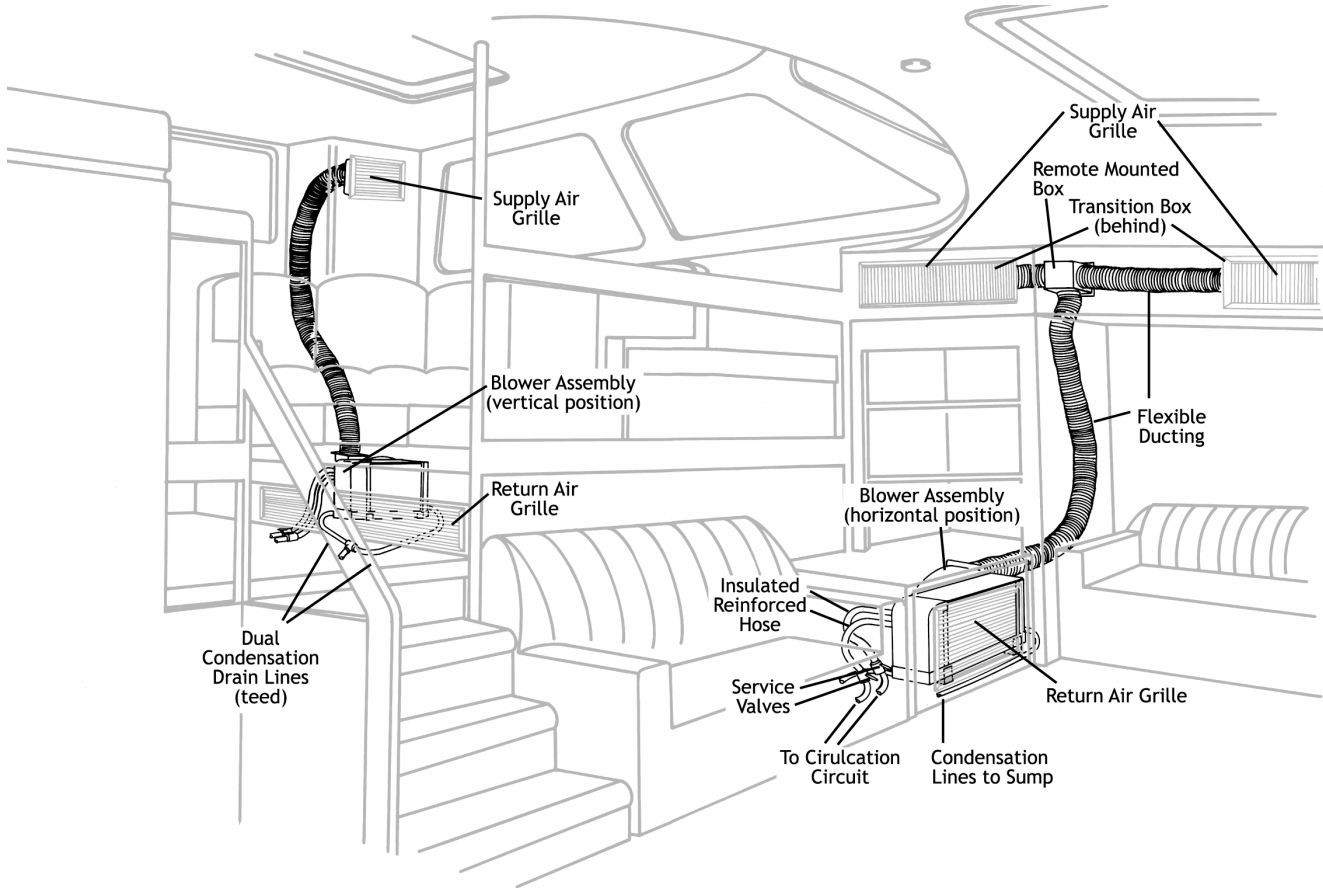 Supply Air
Grille
Remote Mounted
Box
Transition Box
(behind)
Supply Air
Grille
Blower Assembly
(vertical position)
Flexible
Ducting
Return Air
Grille
Blower Assembly
(horizontal position)
Insulated
Reinforced
Hose
Dual
Condensation
Drain Lines
(teed)
Service
Valves
Return Air Grille
To Cirulcation
Circuit
Condensation
Lines to Sump